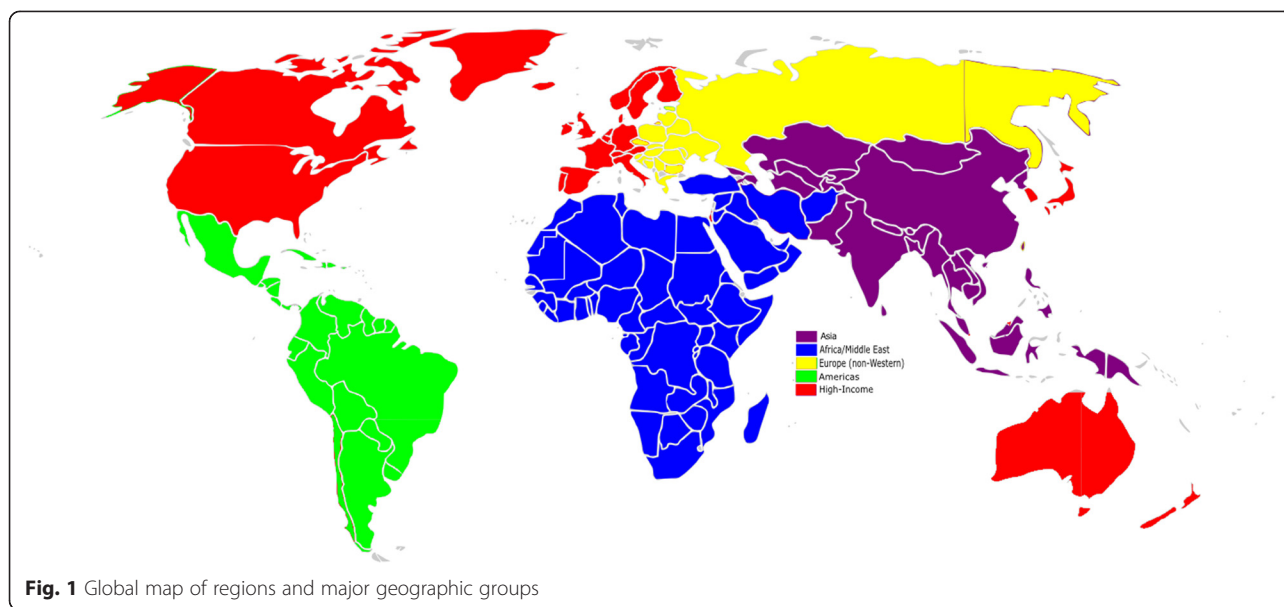 Asia
Africa/Middle East
Europe (non-Western)
Americas
High-Income
Fig. 1 Global map of regions and major geographic groups